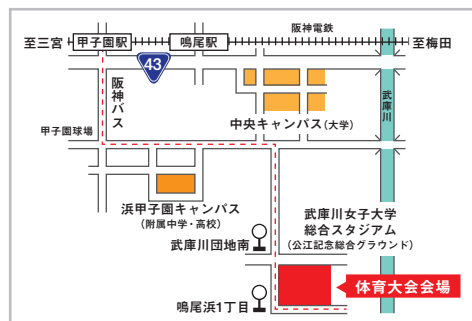 阪神電鉄
至三宮
甲子園駅
鳴尾駅
至梅田
43
阪神バス
武庫川
甲子園球場
中央キャンパス(大学)
浜甲子園キャンパス
(附属中学・高校)
武庫川女子大学
総合スタジアム
(公江記念総合グラウンド)
武庫川団地南
体育大会会場
鳴尾浜1丁目